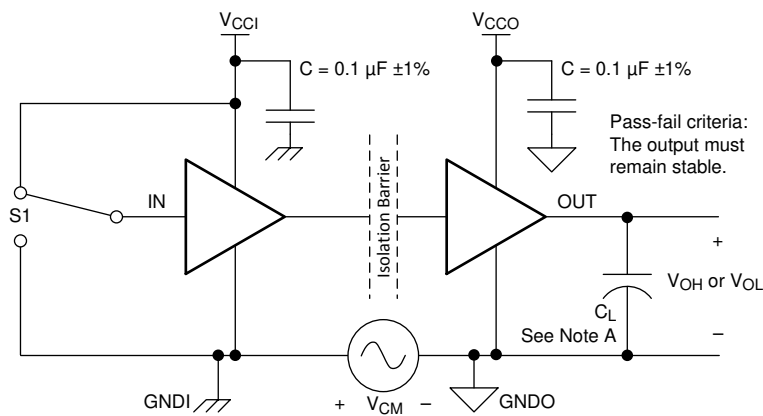 VCCI
VCCO
C = 0.1 µF ±1%
C = 0.1 µF ±1%
Pass-fail criteria:
The output must
remain stable.
S1
IN
Isolation Barrier
OUT
+
VOH or VOL
–
CL
See Note A
GNDI
+ VCM –
GNDO